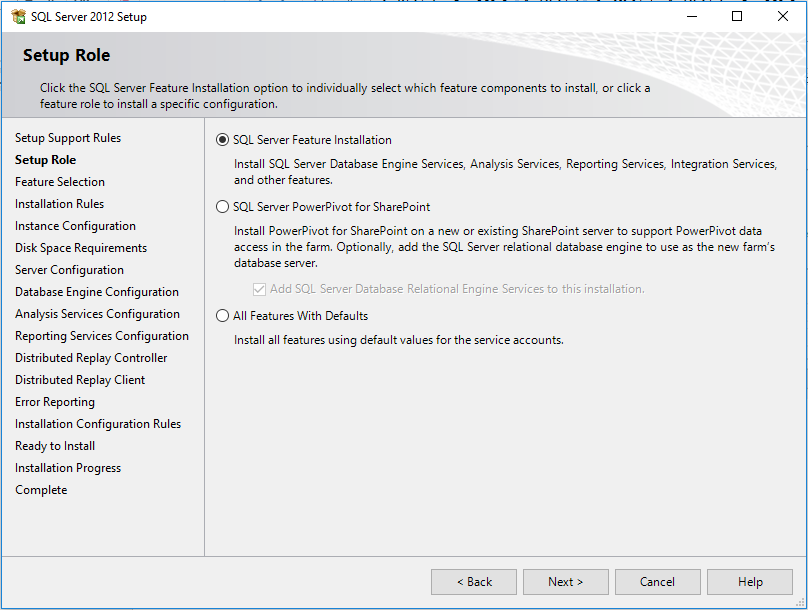 SQL Server 2012 Setup
Setup Role
Click the SQL Server Feature Installation option to individually select which feature components to install, or click a
feature role to install a specific configuration.
Setup Support Rules
Setup Role
Feature Selection
Installation Rules
Instance Configuration
Disk Space Requirements
Server Configuration
Database Engine Configuration
Analysis Services Configuration
Reporting Services Configuration
Distributed Replay Controller
Distributed Replay Client
Error Reporting
Installation Configuration Rules
Ready to Install
Installation Progress
Complete
SQL Server Feature Installation
Install SQL Server Database Engine Services, Analysis Services, Reporting Services, Integration Services,
and other features.
SQL Server PowerPivot for SharePoint
Install PowerPivot for SharePoint on a new or existing SharePoint server to support PowerPivot data
access in the farm. Optionally, add the SQL Server relational database engine to use as the new farm's
database server.
Add SQL Server Database Relational Engine Services to this installation.
All Features With Defaults
Install all features using default values for the service accounts.
< Back
Next >
Cancel
Help